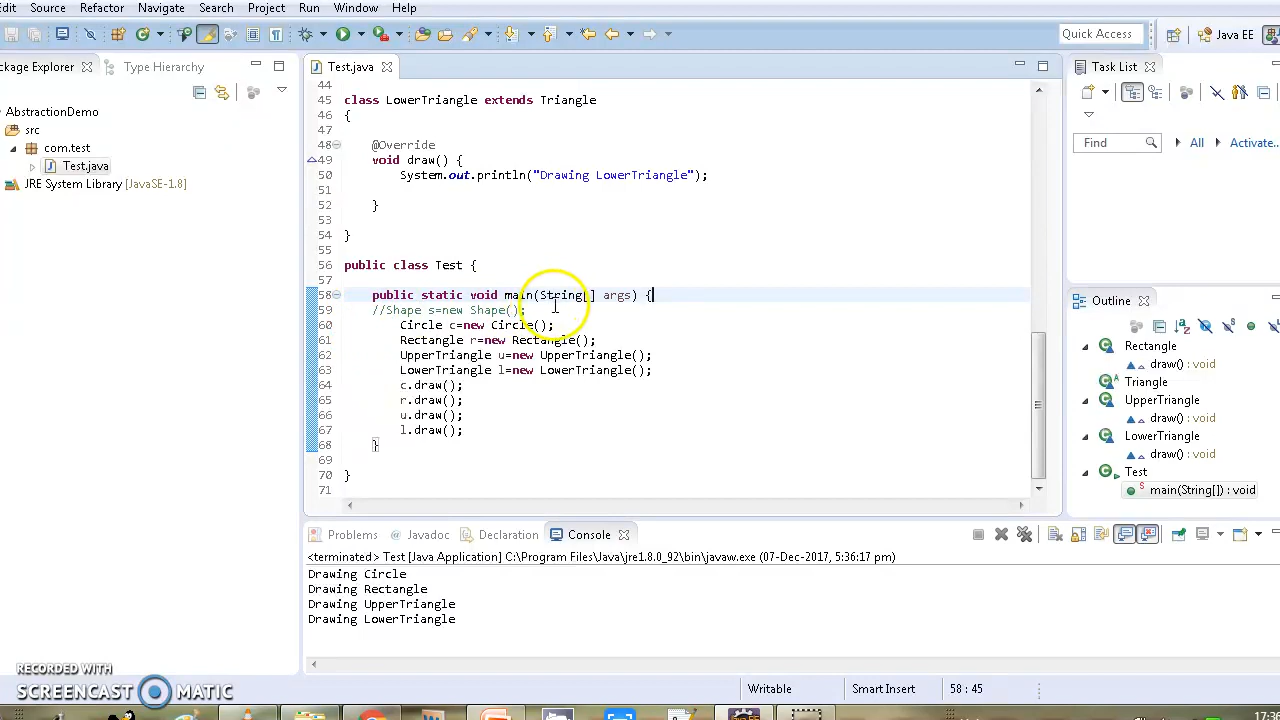 dit Source Refactor Navigate Search Project Run Window Help
Quick Access
Java EE
ckage Explorer Type Hierarchy
Test.java
Task List
AbstractionDemo
src
com.test
Test.java
JRE System Library [JavaSE-1.8]
44
45 class LowerTriangle extends Triangle
46 {
47
48 @Override
49 void draw() {
50 System.out.println("Drawing LowerTriangle");
51
52 }
53
54 }
55
56 public class Test {
57
58 public static void main(String[] args) {
59 //Shape s=new Shape();
60 Circle c=new Circle();
61 Rectangle r=new Rectangle();
62 UpperTriangle u=new UpperTriangle();
63 LowerTriangle l=new LowerTriangle();
64 c.draw();
65 r.draw();
66 u.draw();
67 l.draw();
68 }
69
70 }
71
Find All Activate...
Outline
Rectangle
draw() : void
Triangle
UpperTriangle
draw() : void
LowerTriangle
draw() : void
Test
main(String[]) : void
Problems @ Javadoc Declaration Console
<terminated> Test [Java Application] C:\Program Files\Java\jre1.8.0_92\bin\javaw.exe (07-Dec-2017, 5:36:17 pm)
Drawing Circle
Drawing Rectangle
Drawing UpperTriangle
Drawing LowerTriangle
RECORDED WITH
SCREENCAST MATIC
Writable Smart Insert 58 : 45